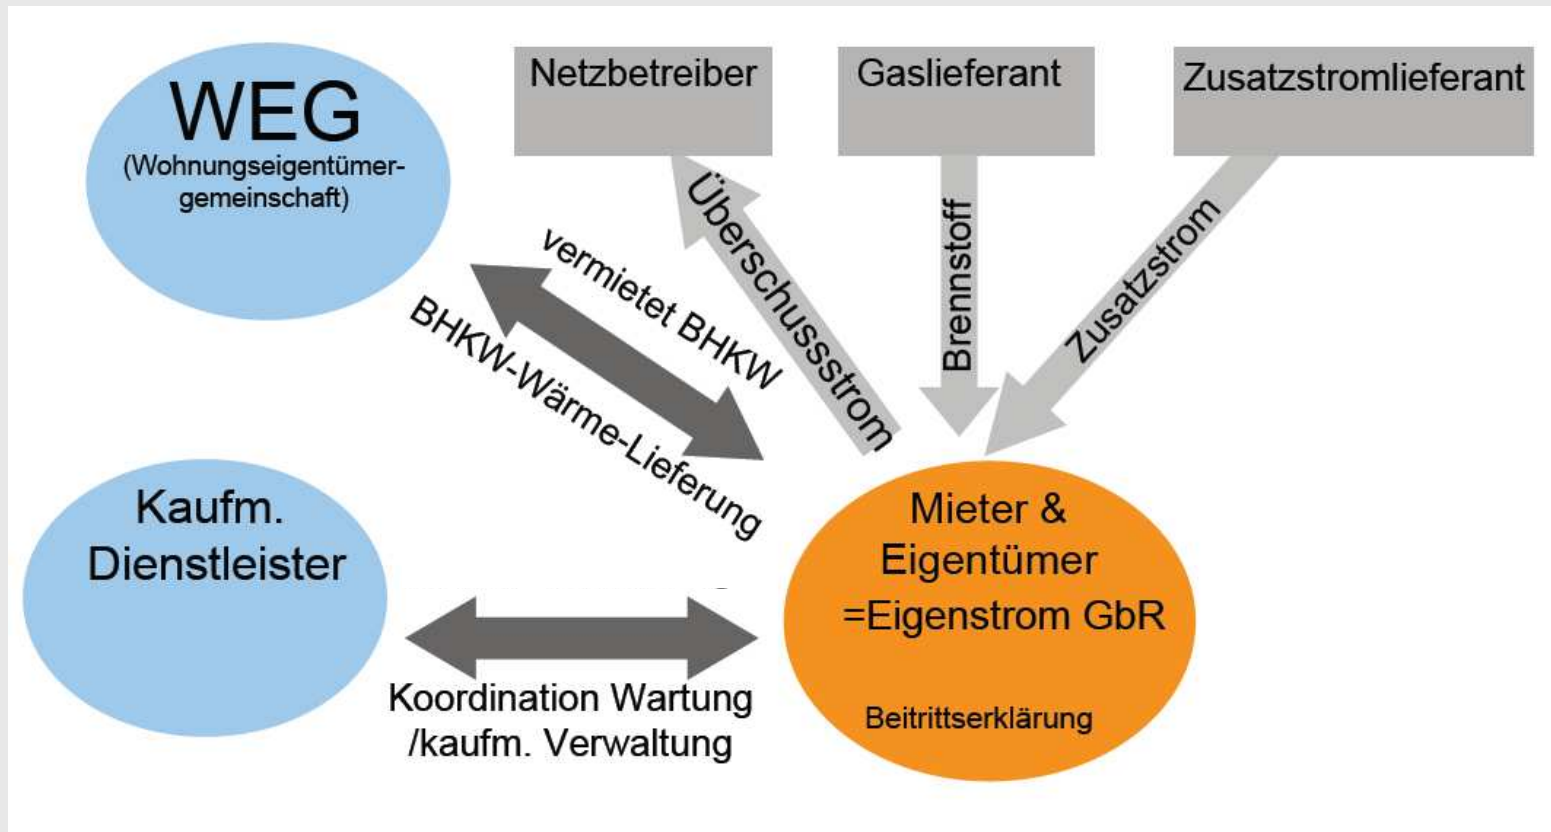 WEG
(Wohnungseigentümer-
gemeinschaft)
Netzbetreiber
Gaslieferant
Zusatzstromlieferant
Überschussstrom
Brennstoff
Zusatzstrom
vermietet BHKW
BHKW-Wärme-Lieferung
Kaufm.
Dienstleister
Koordination Wartung
/kaufm. Verwaltung
Mieter &
Eigentümer
=Eigenstrom GbR
Beitrittserklärung